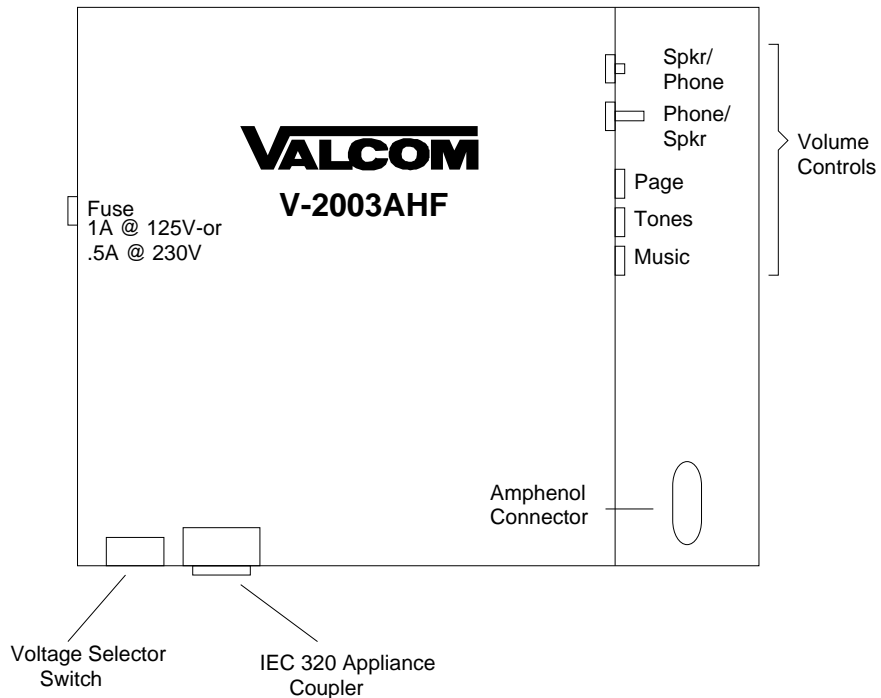 Spkr/
Phone
Phone/
Spkr
Volume
Controls
VALCOM
V-2003AHF
Page
Tones
Music
Fuse
1A @ 125V-or
.5A @ 230V
Amphenol
Connector
Voltage Selector
Switch
IEC 320 Appliance
Coupler